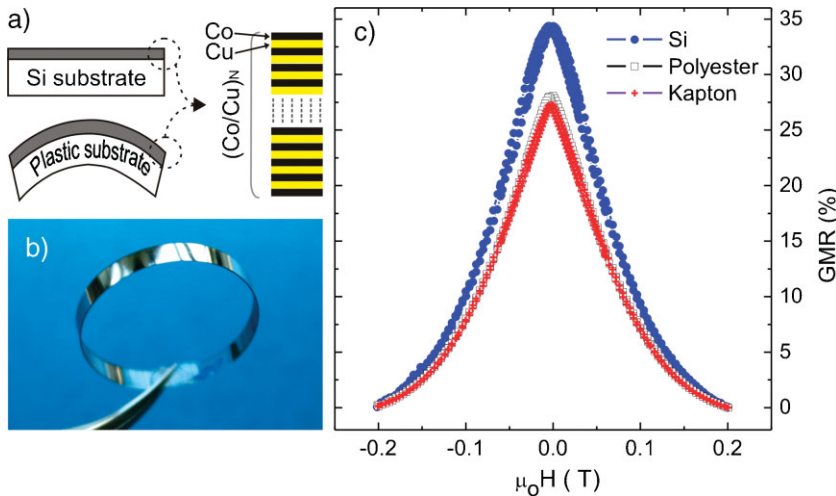 a)
Si substrate
Plastic substrate
Co
Cu
(Co/Cu)N
b)
c)
Si
Polyester
Kapton
35
30
25
20
15
10
5
0
GMR (%)
-0.2 -0.1 0.0 0.1 0.2
μoH ( T)